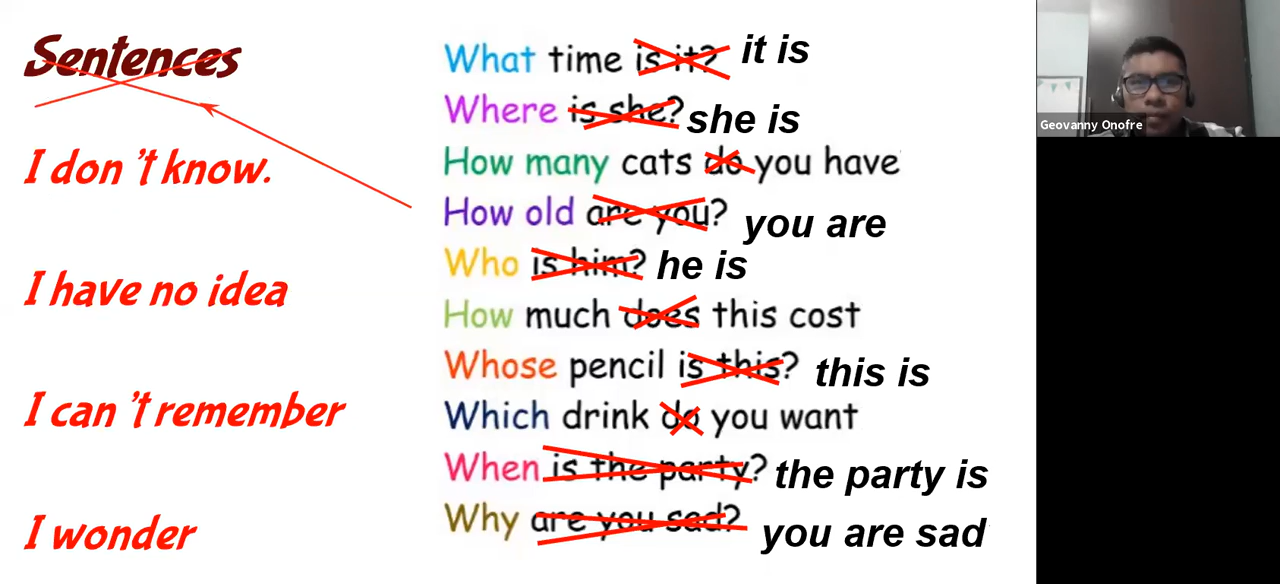 Sentences
I don't know.
I have no idea
I can't remember
I wonder
What time is it? it is
Where is she? she is
How many cats do you have
How old are you? you are
Who is him? he is
How much does this cost
Whose pencil is this? this is
Which drink do you want
When is the party? the party is
Why are you sad? you are sad
Geovanny Onofre